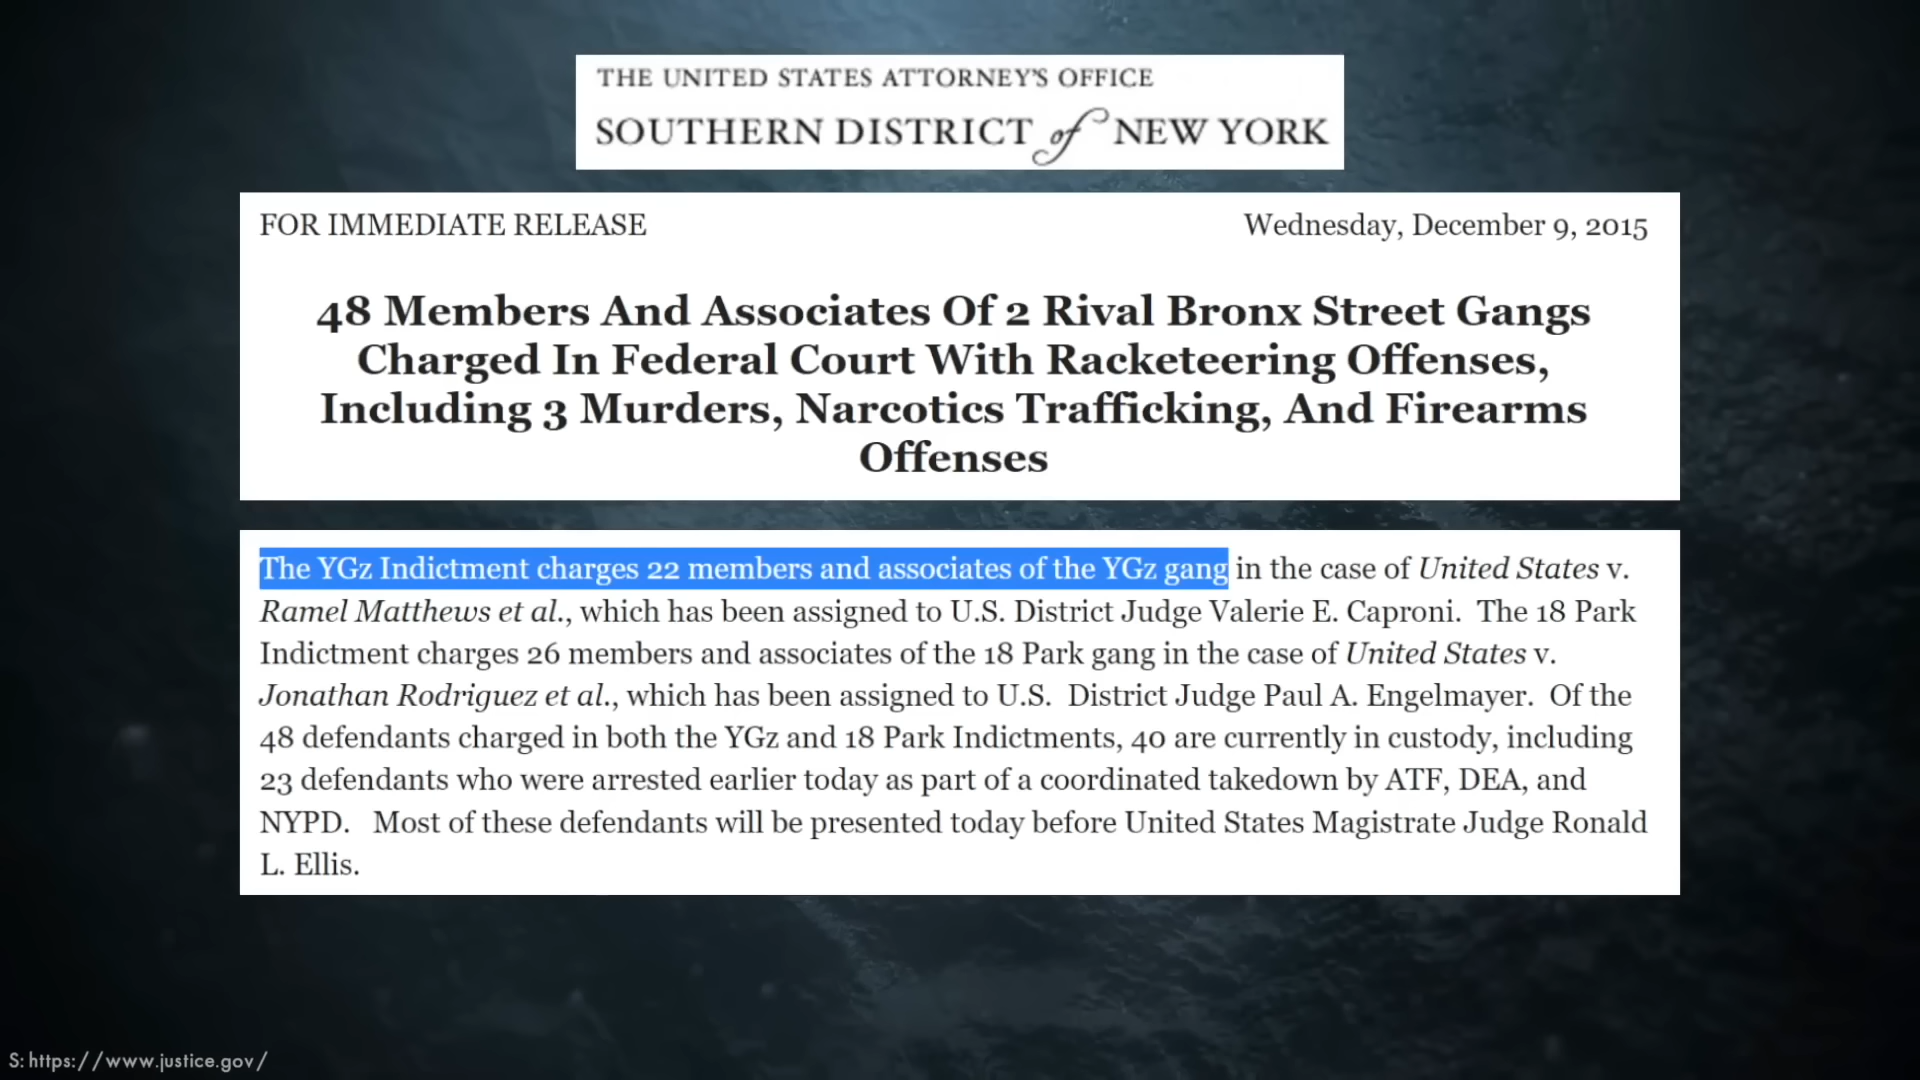 THE UNITED STATES ATTORNEY'S OFFICE
SOUTHERN DISTRICT of NEW YORK
FOR IMMEDIATE RELEASE
Wednesday, December 9, 2015
48 Members And Associates Of 2 Rival Bronx Street Gangs
Charged In Federal Court With Racketeering Offenses,
Including 3 Murders, Narcotics Trafficking, And Firearms
Offenses
The YGz Indictment charges 22 members and associates of the YGz gang in the case of United States v.
Ramel Matthews et al., which has been assigned to U.S. District Judge Valerie E. Caproni.  The 18 Park
Indictment charges 26 members and associates of the 18 Park gang in the case of United States v.
Jonathan Rodriguez et al., which has been assigned to U.S.  District Judge Paul A. Engelmayer.  Of the
48 defendants charged in both the YGz and 18 Park Indictments, 40 are currently in custody, including
23 defendants who were arrested earlier today as part of a coordinated takedown by ATF, DEA, and
NYPD.   Most of these defendants will be presented today before United States Magistrate Judge Ronald
L. Ellis.
S: https://www.justice.gov/